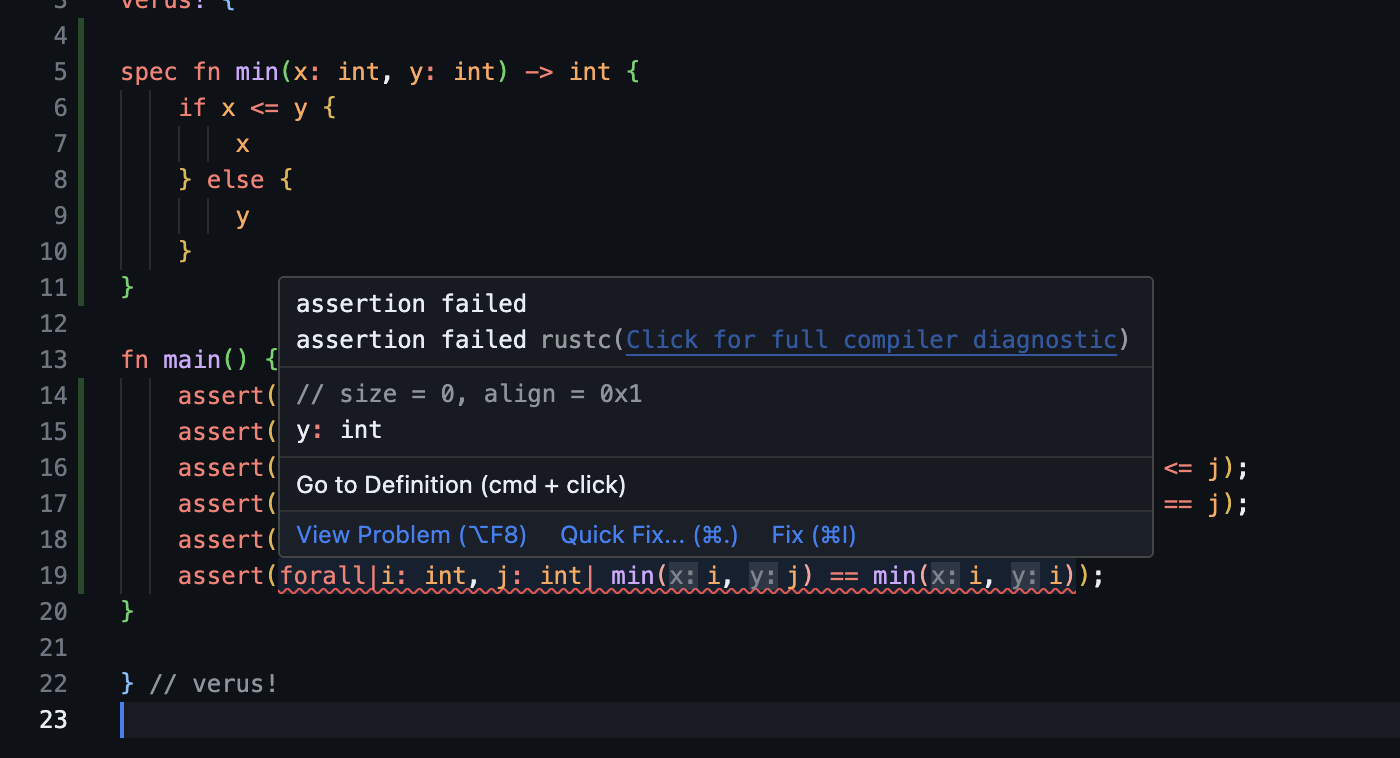 3 verus! {
4
5 spec fn min(x: int, y: int) -> int {
6 if x <= y {
7 x
8 } else {
9 y
10 }
11 }
12
13 fn main() {
14 assert(
15 assert(
16 assert( <= j);
17 assert( == j);
18 assert(
19 assert(forall|i: int, j: int| min(x: i, y: j) == min(x: i, y: i));
20 }
21
22 } // verus!
23
assertion failed
assertion failed rustc(Click for full compiler diagnostic)
// size = 0, align = 0x1
y: int
Go to Definition (cmd + click)
View Problem (⌥F8) Quick Fix... (⌘.) Fix (⌘I)